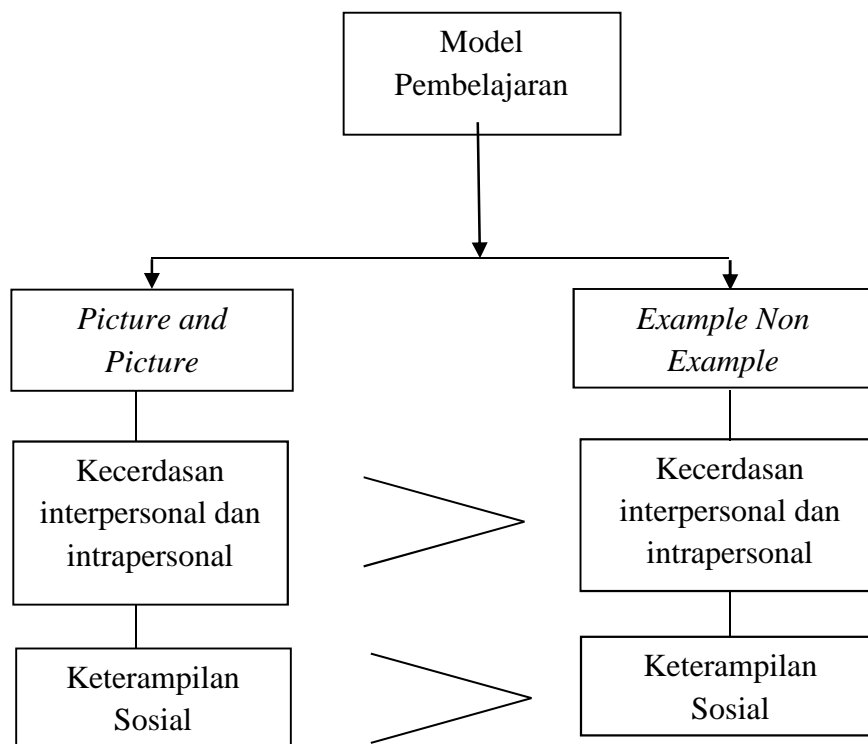 Model
Pembelajaran
Picture and
Picture
Example Non
Example
Kecerdasan
interpersonal dan
intrapersonal
Kecerdasan
interpersonal dan
intrapersonal
Keterampilan
Sosial
Keterampilan
Sosial